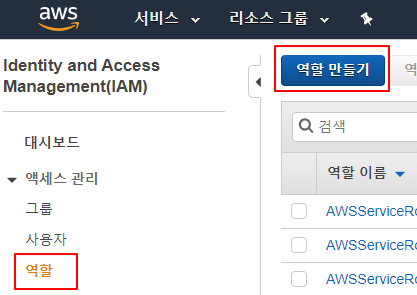 aws
서비스
리소스 그룹
Identity and Access
Management(IAM)
역할 만들기
역
대시보드
검색
액세스 관리
역할 이름
그룹
AWSServiceRo
사용자
AWSServiceRo
역할
AWSServiceRo